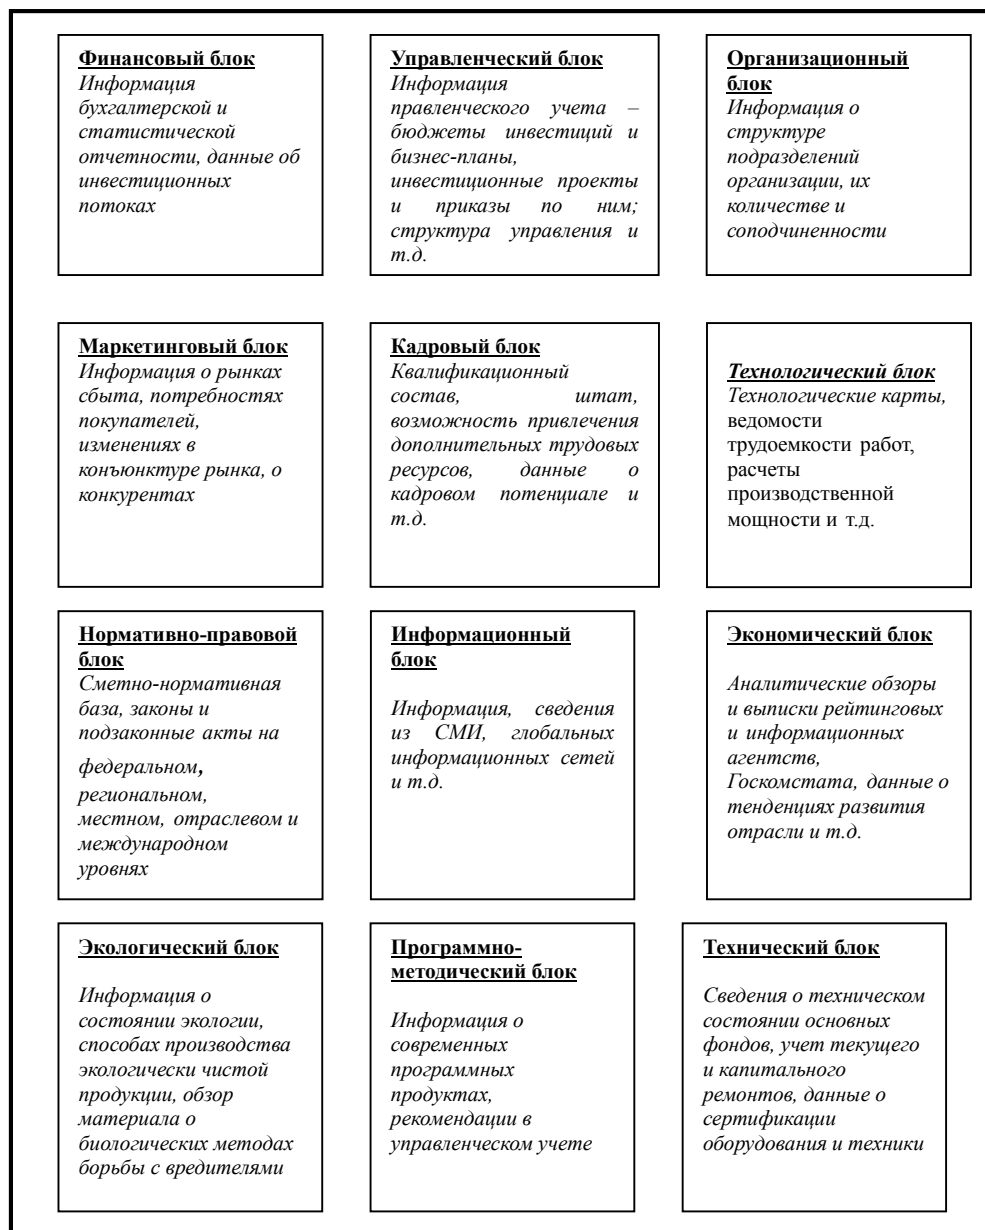 Финансовый блок
Информация
бухгалтерской и
статистической
отчетности, данные об
инвестиционных
потоках
Управленческий блок
Информация
правленческого учета –
бюджеты инвестиций и
бизнес-планы,
инвестиционные проекты
и приказы по ним;
структура управления и
т.д.
Организационный
блок
Информация о
структуре
подразделений
организации, их
количестве и
соподчиненности
Маркетинговый блок
Информация о рынках
сбыта, потребностях
покупателей,
изменениях в
конъюнктуре рынка, о
конкурентах
Кадровый блок
Квалификационный
состав, штат,
возможность привлечения
дополнительных трудовых
ресурсов, данные о
кадровом потенциале и
т.д.
Технологический блок
Технологические карты,
ведомости
трудоемкости работ,
расчеты
производственной
мощности и т.д.
Нормативно-правовой
блок
Сметно-нормативная
база, законы и
подзаконные акты на
федеральном,
региональном,
местном, отраслевом и
международном
уровнях
Информационный
блок
Информация, сведения
из СМИ, глобальных
информационных сетей
и т.д.
Экономический блок
Аналитические обзоры
и выписки рейтинговых
и информационных
агентств,
Госкомстата, данные о
тенденциях развития
отрасли и т.д.
Экологический блок
Информация о
состоянии экологии,
способах производства
экологически чистой
продукции, обзор
материала о
биологических методах
борьбы с вредителями
Программно-
методический блок
Информация о
современных
программных
продуктах,
рекомендации в
управленческом учете
Технический блок
Сведения о техническом
состоянии основных
фондов, учет текущего
и капитального
ремонтов, данные о
сертификации
оборудования и техники